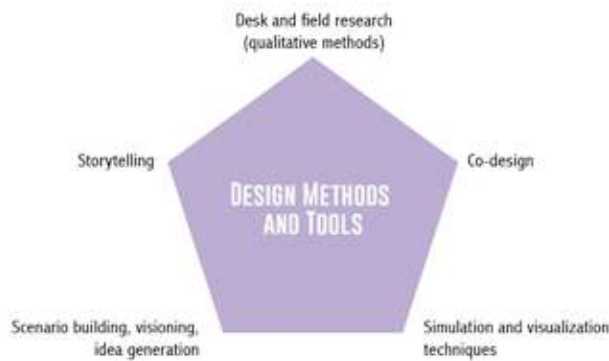 Desk and field research
(qualitative methods)
Storytelling
Co-design
DESIGN METHODS
AND TOOLS
Scenario building, visioning,
idea generation
Simulation and visualization
techniques